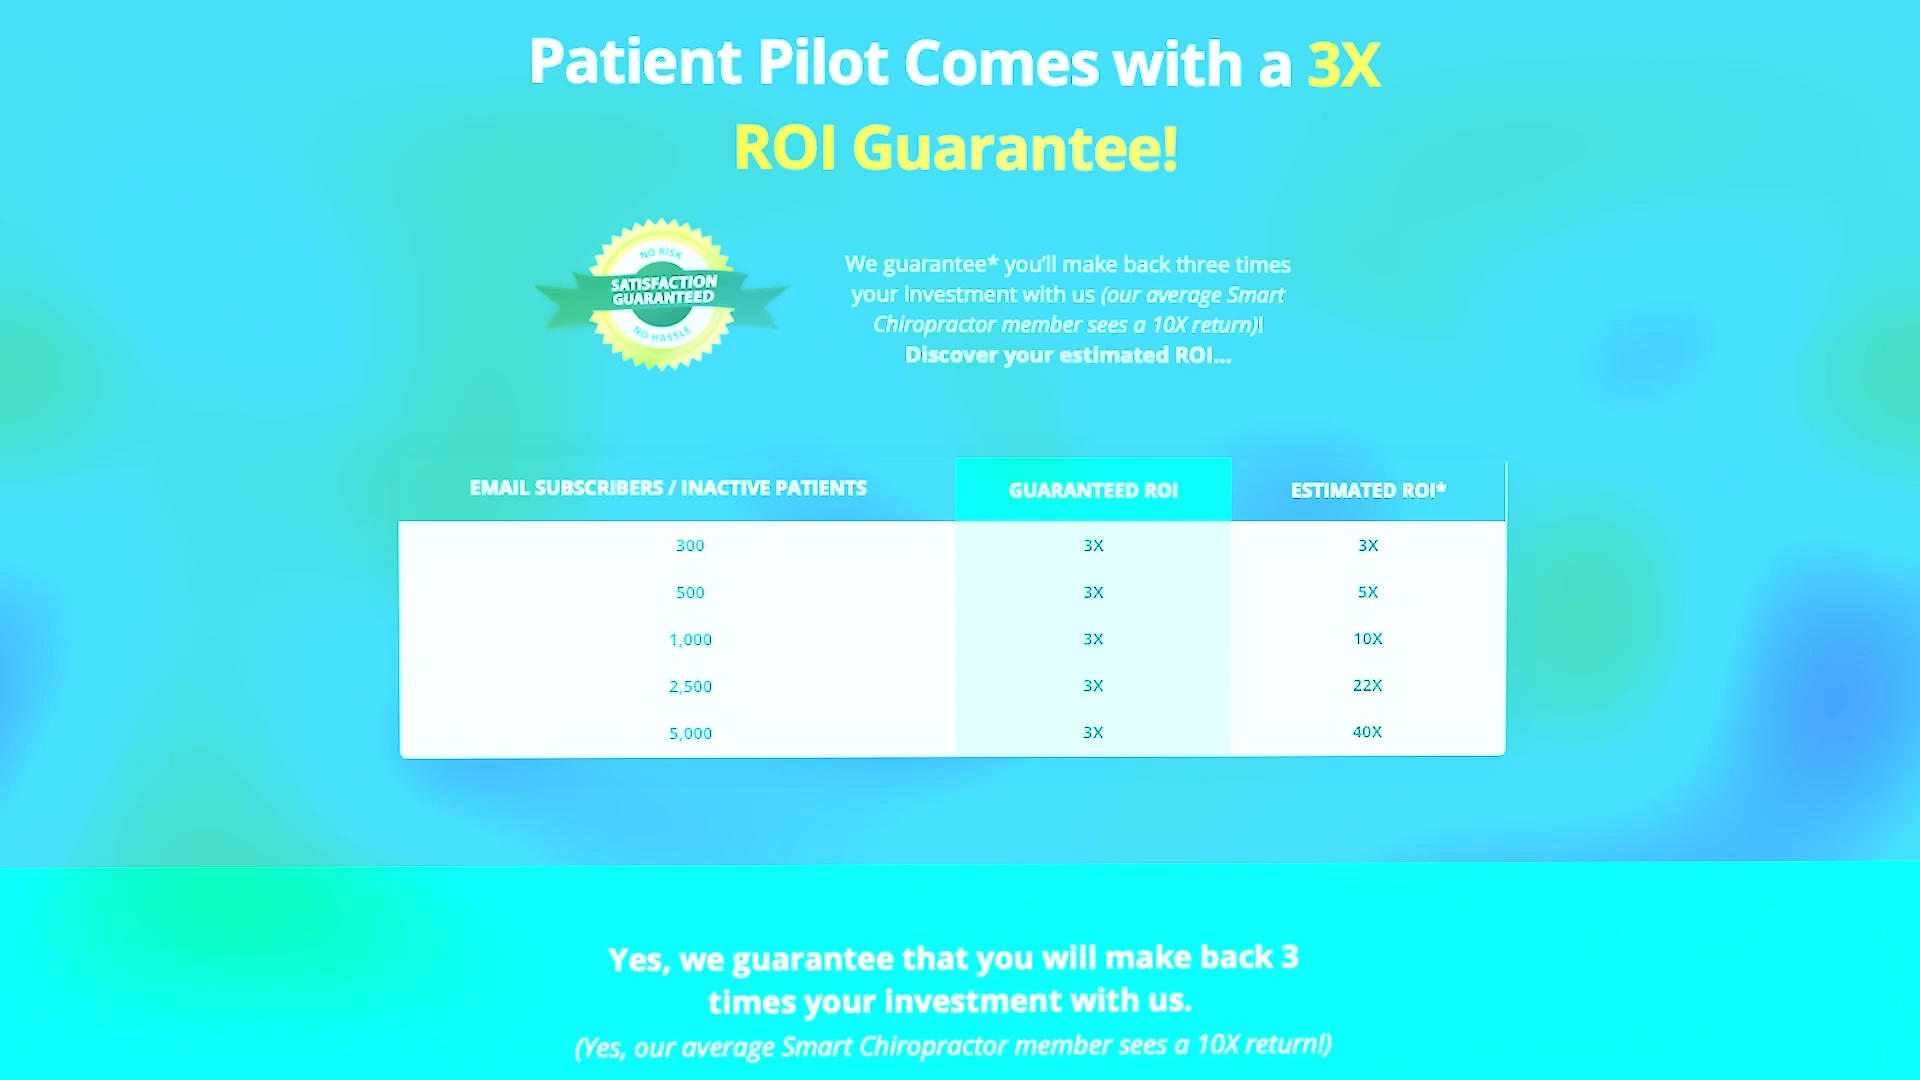 Patient Pilot Comes with a 3X
ROI Guarantee!
NO RISK
SATISFACTION
GUARANTEED
NO HASSLE
We guarantee* you'll make back three times
your investment with us (our average Smart
Chiropractor member sees a 10X return)!
Discover your estimated ROI...
EMAIL SUBSCRIBERS / INACTIVE PATIENTS GUARANTEED ROI ESTIMATED ROI*
300 3X 3X
500 3X 5X
1,000 3X 10X
2,500 3X 22X
5,000 3X 40X
Yes, we guarantee that you will make back 3
times your investment with us.
(Yes, our average Smart Chiropractor member sees a 10X return!)